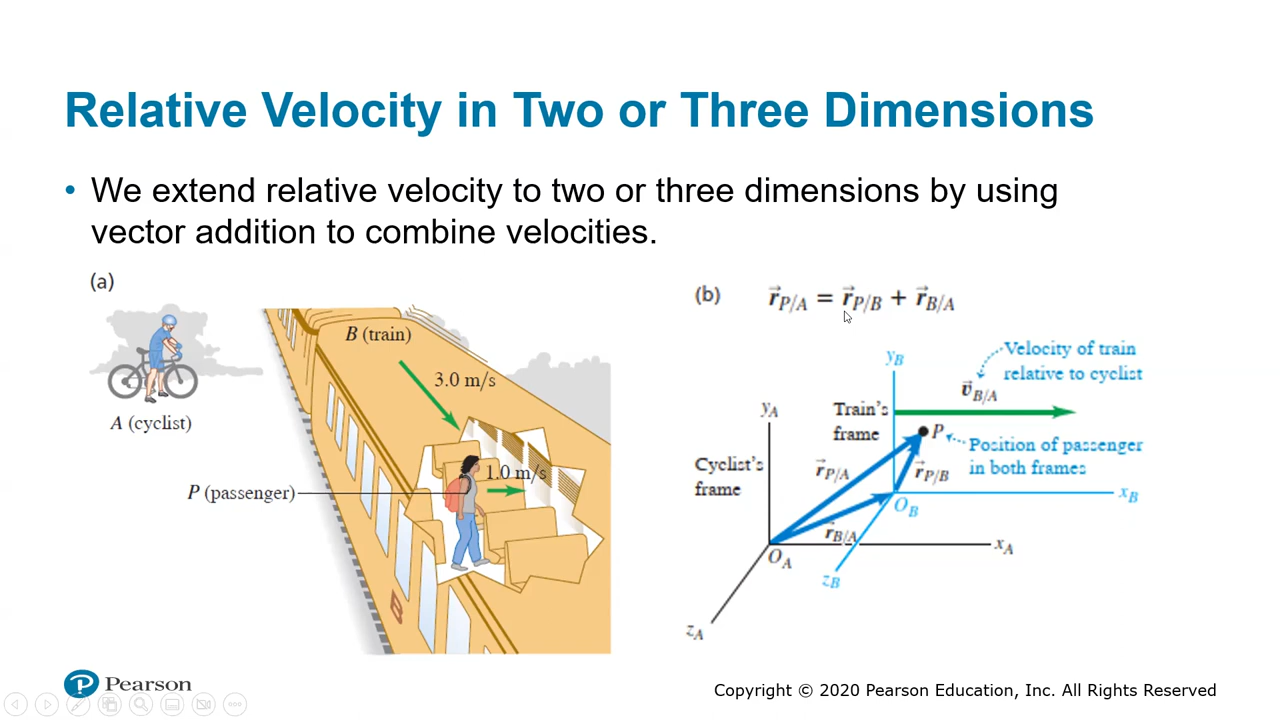 Relative Velocity in Two or Three Dimensions
• We extend relative velocity to two or three dimensions by using
vector addition to combine velocities.
(a)
B (train)
3.0 m/s
A (cyclist)
1.0 m/s
P (passenger)
B
(b) r⃗P/A = r⃗P/B + r⃗B/A
yB
Velocity of train
relative to cyclist
v⃗B/A
yA
Train's
frame
P
Position of passenger
in both frames
Cyclist's
frame
r⃗P/A
r⃗P/B
xB
OB
r⃗B/A
xA
OA
zB
zA
Pearson
Copyright © 2020 Pearson Education, Inc. All Rights Reserved